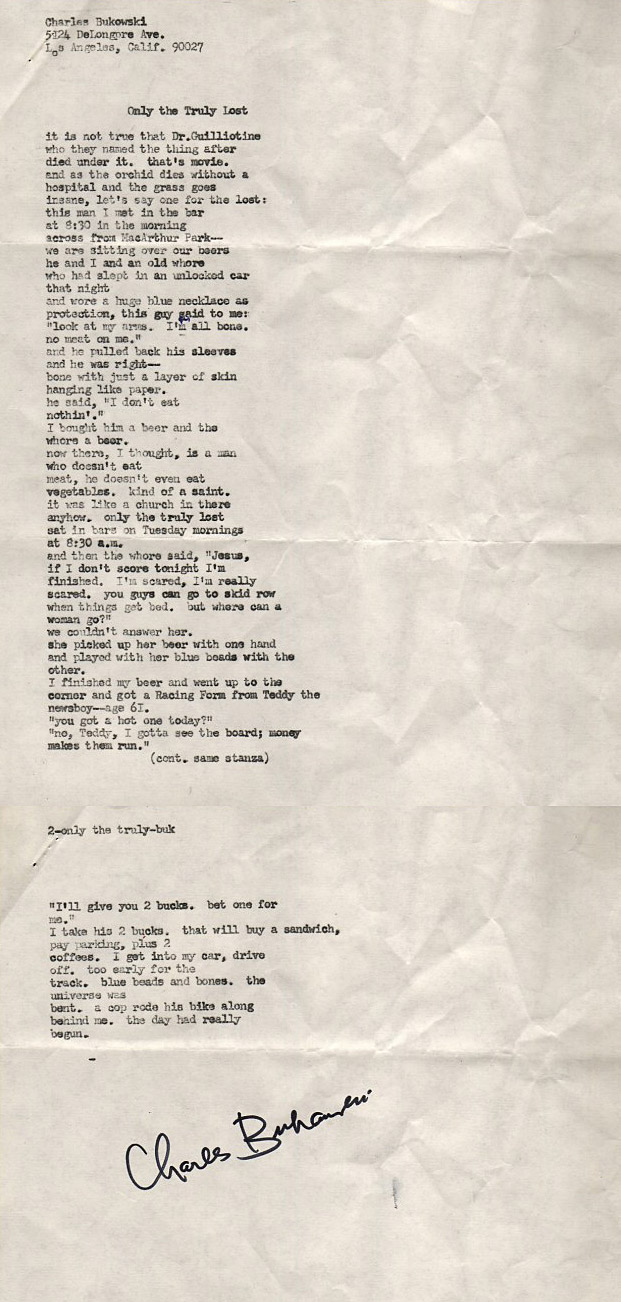 Charles Bukowski
5124 DeLongpre Ave.
Los Angeles, Calif. 90027
Only the Truly Lost
it is not true that Dr.Guilliotine
who they named the thing after
died under it. that's movie.
and as the orchid dies without a
hospital and the grass goes
insane, let's say one for the lost:
this man I met in the bar
at 8:30 in the morning
across from MacArthur Park--
we are sitting over our beers
he and I and an old whore
who had slept in an unlocked car
that night
and wore a huge blue necklace as
protection, this guy said to me:
"look at my arms. I'm all bone.
no meat on me."
and he pulled back his sleeves
and he was right--
bone with just a layer of skin
hanging like paper.
he said, "I don't eat
nothin'."
I bought him a beer and the
whore a beer.
now there, I thought, is a man
who doesn't eat
meat, he doesn't even eat
vegetables. kind of a saint.
it was like a church in there
anyhow. only the truly lost
sat in bars on Tuesday mornings
at 8:30 a.m.
and then the whore said, "Jesus,
if I don't score tonight I'm
finished. I'm scared, I'm really
scared. you guys can go to skid row
when things get bed. but where can a
woman go?"
we couldn't answer her.
she picked up her beer with one hand
and played with her blue beads with the
other.
I finished my beer and went up to the
corner and got a Racing Form from Teddy the
newsboy--age 61.
"you got a hot one today?"
"no, Teddy, I gotta see the board; money
makes them run."
(cont. same stanza)
2-only the truly-buk
"I'll give you 2 bucks. bet one for
me."
I take his 2 bucks. that will buy a sandwich,
pay parking, plus 2
coffees. I get into my car, drive
off. too early for the
track. blue beads and bones. the
universe was
bent. a cop rode his bike along
behind me. the day had really
begun.
Charles Bukowski